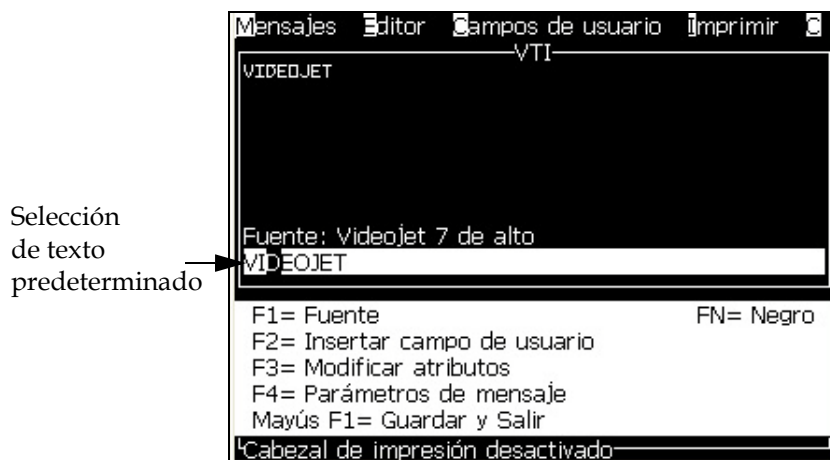 Mensajes Editor Campos de usuario Imprimir C
VTI
VIDEOJET
Selección
de texto
predeterminado
Fuente: Videojet 7 de alto
VIDEOJET
F1= Fuente FN= Negro
F2= Insertar campo de usuario
F3= Modificar atributos
F4= Parámetros de mensaje
Mayús F1= Guardar y Salir
Cabezal de impresión desactivado